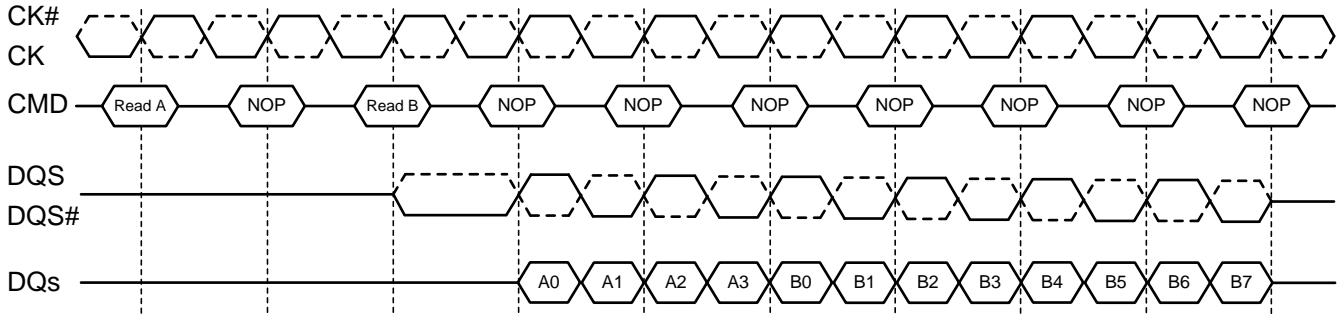 CK#
CK
CMD Read A NOP Read B NOP NOP NOP NOP NOP NOP NOP
DQS
DQS#
DQs A0 A1 A2 A3 B0 B1 B2 B3 B4 B5 B6 B7